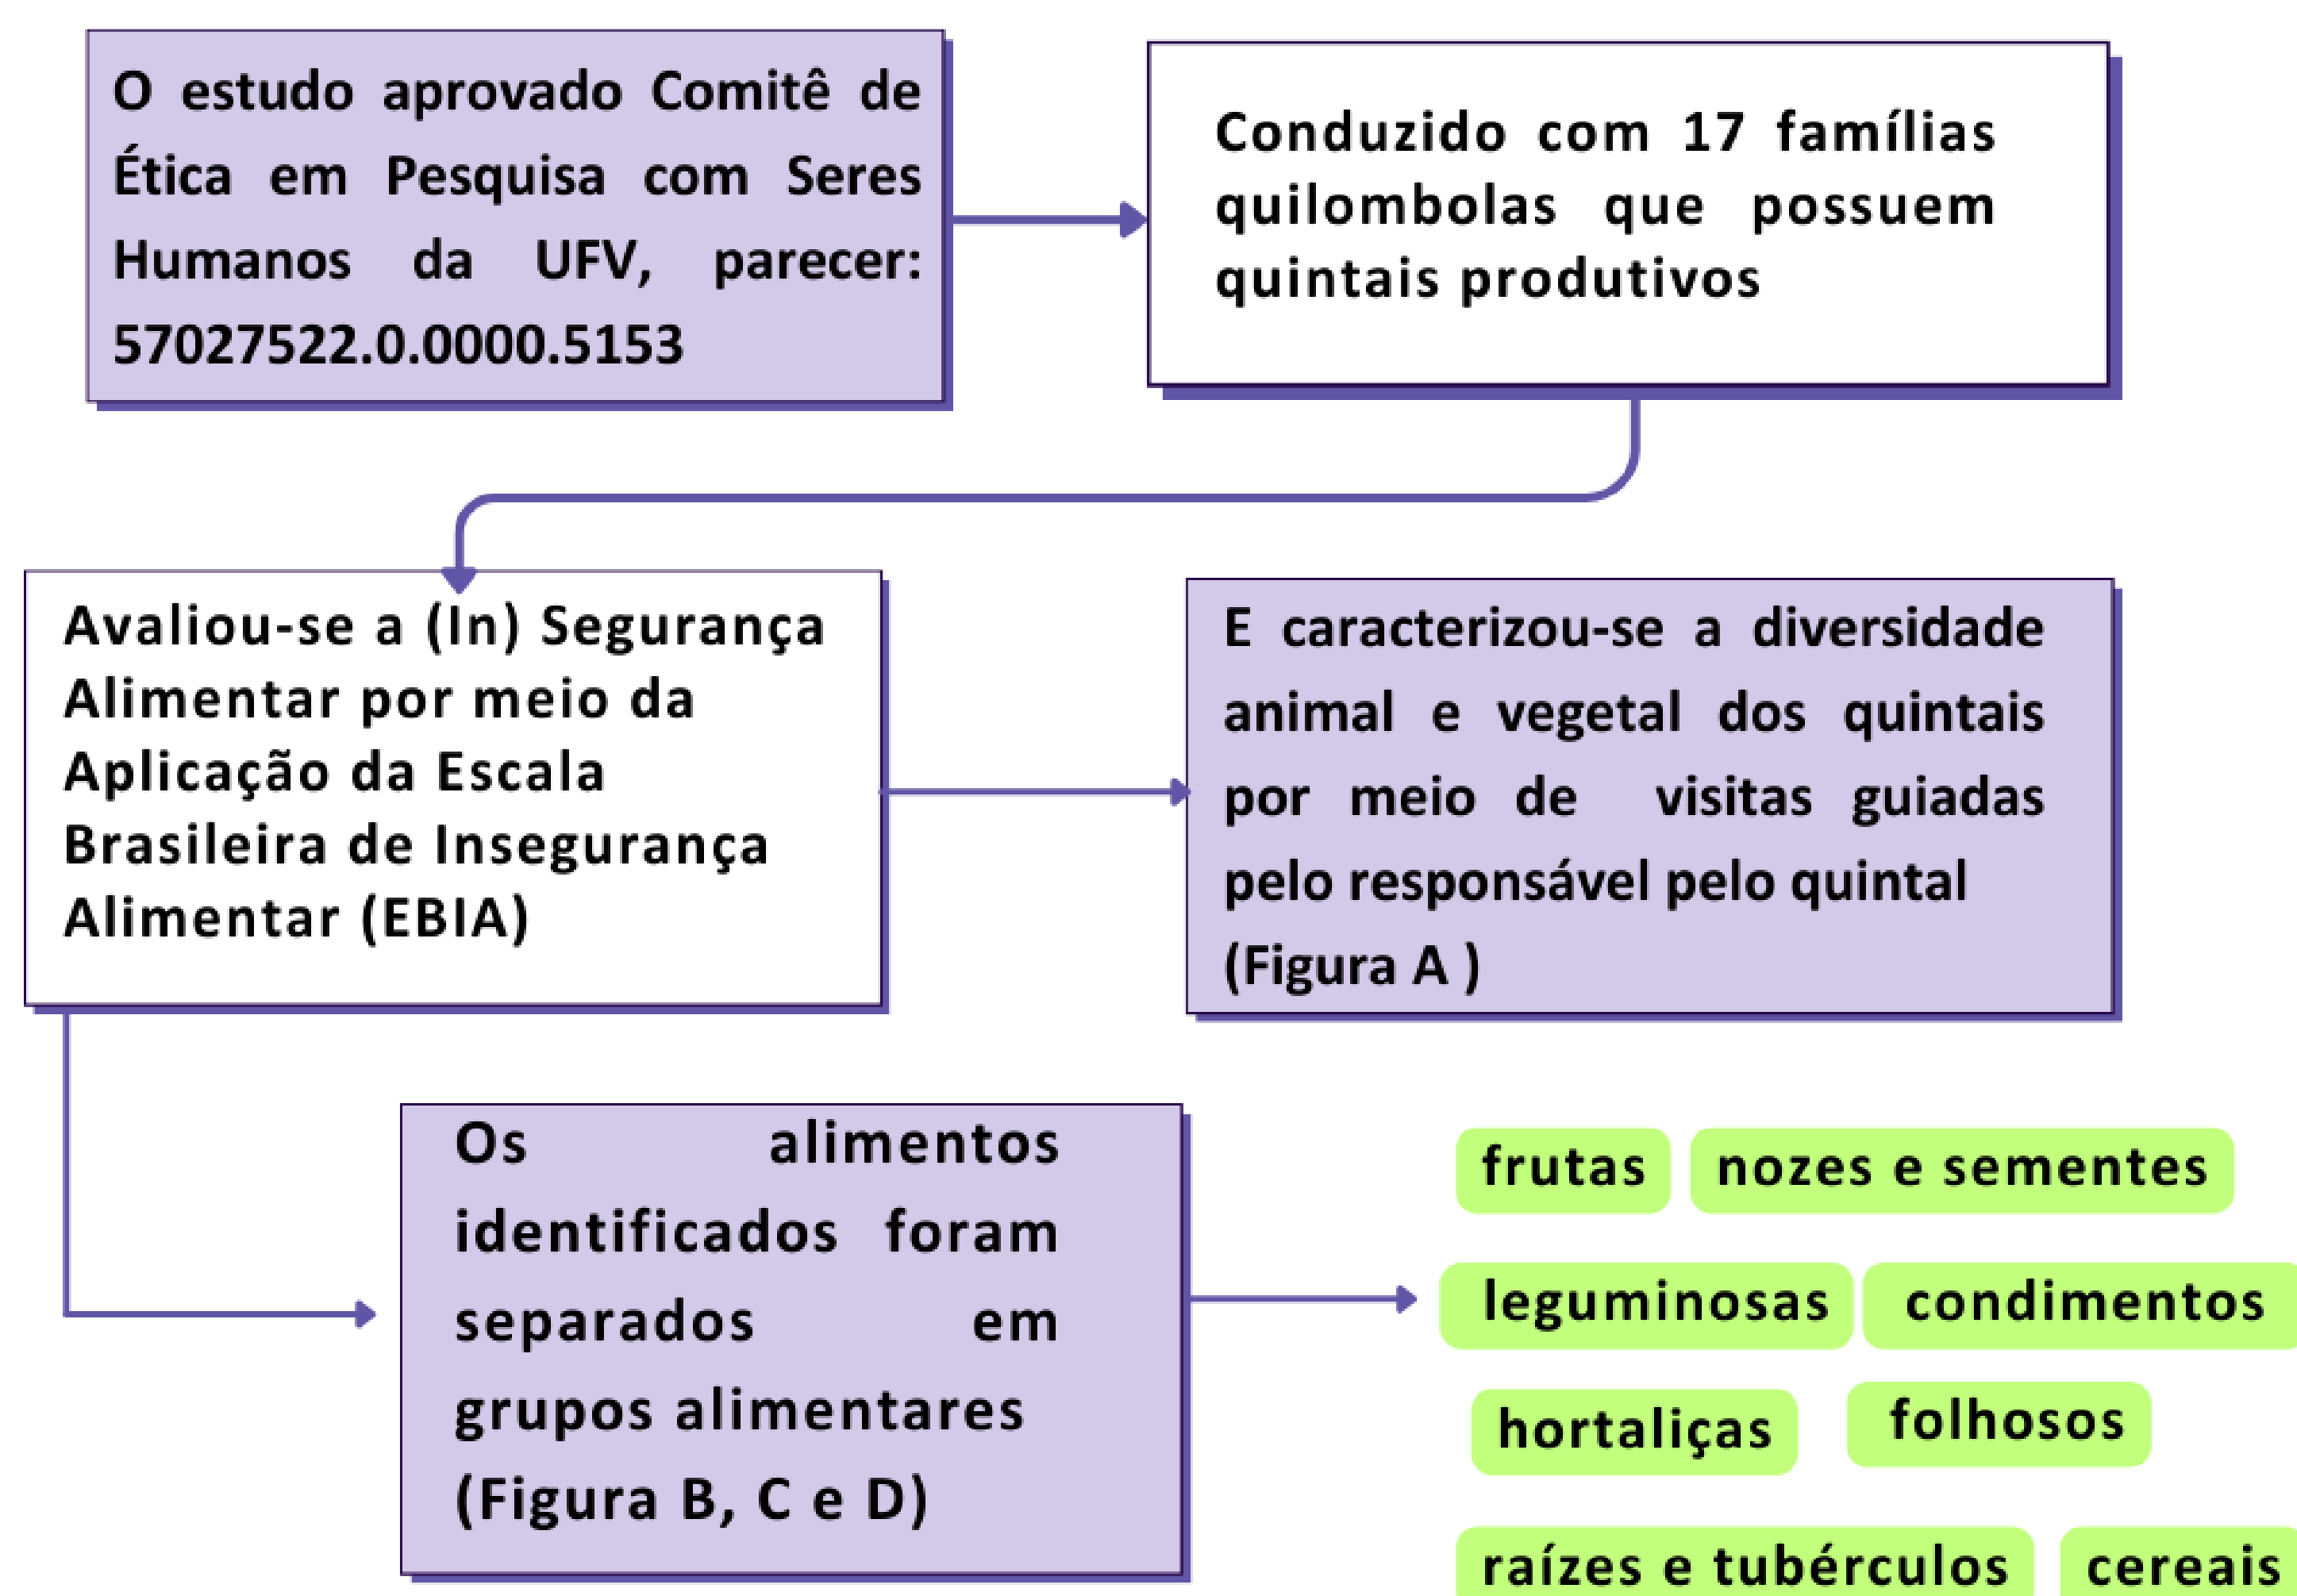 O estudo aprovado Comitê de
Ética em Pesquisa com Seres
Humanos da UFV, parecer:
57027522.0.0000.5153
Conduzido com 17 famílias
quilombolas que possuem
quintais produtivos
Avaliou-se a (In) Segurança
Alimentar por meio da
Aplicação da Escala
Brasileira de Insegurança
Alimentar (EBIA)
E caracterizou-se a diversidade
animal e vegetal dos quintais
por meio de visitas guiadas
pelo responsável pelo quintal
(Figura A )
Os alimentos
identificados foram
separados em
grupos alimentares
(Figura B, C e D)
frutas
nozes e sementes
leguminosas
condimentos
hortaliças
folhosos
raízes e tubérculos
cereais